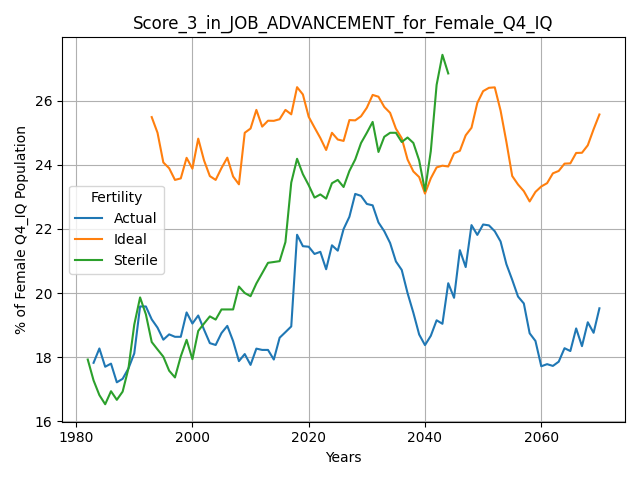 Score_3_in_JOB_ADVANCEMENT_for_Female_Q4_IQ
% of Female Q4_IQ Population
26
24
22
20
18
16
Fertility
Actual
Ideal
Sterile
1980
2000
2020
2040
2060
Years